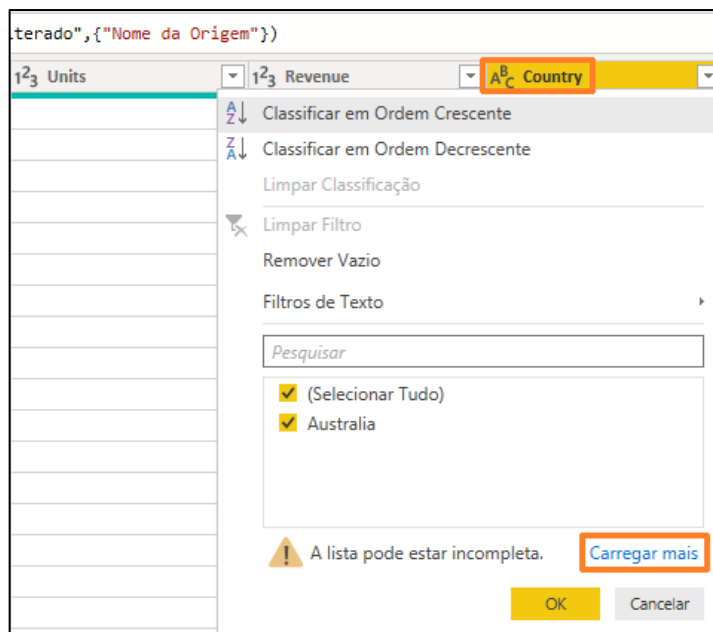 terado",{"Nome da Origem"})
1²3 Units
1²3 Revenue
ABC Country
AZ↓ Classificar em Ordem Crescente
ZA↓ Classificar em Ordem Decrescente
Limpar Classificação
Limpar Filtro
Remover Vazio
Filtros de Texto
Pesquisar
(Selecionar Tudo)
Australia
A lista pode estar incompleta. Carregar mais
OK Cancelar